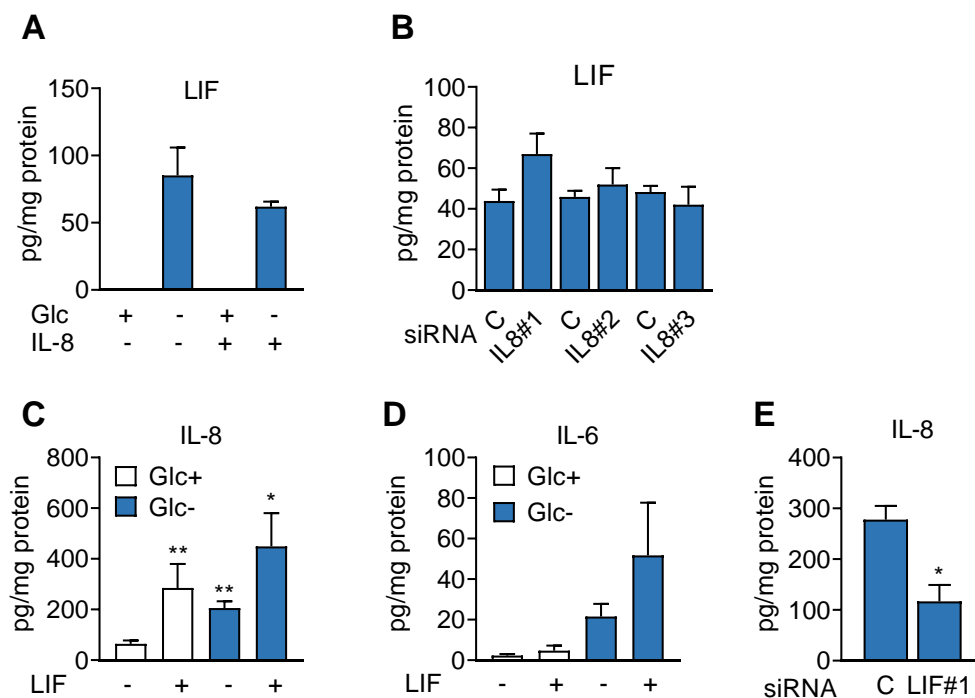 A
LIF
pg/mg protein
150
100
50
0
Glc + - + -
IL-8 - - + +
B
LIF
pg/mg protein
100
80
60
40
20
0
siRNA C IL8#1 C IL8#2 C IL8#3
C
IL-8
pg/mg protein
800
600
400
200
0
Glc+
Glc-
** ** *
LIF - + - +
D
IL-6
pg/mg protein
100
80
60
40
20
0
Glc+
Glc-
LIF - + - +
E
IL-8
pg/mg protein
400
300
200
100
0
*
siRNA C LIF#1